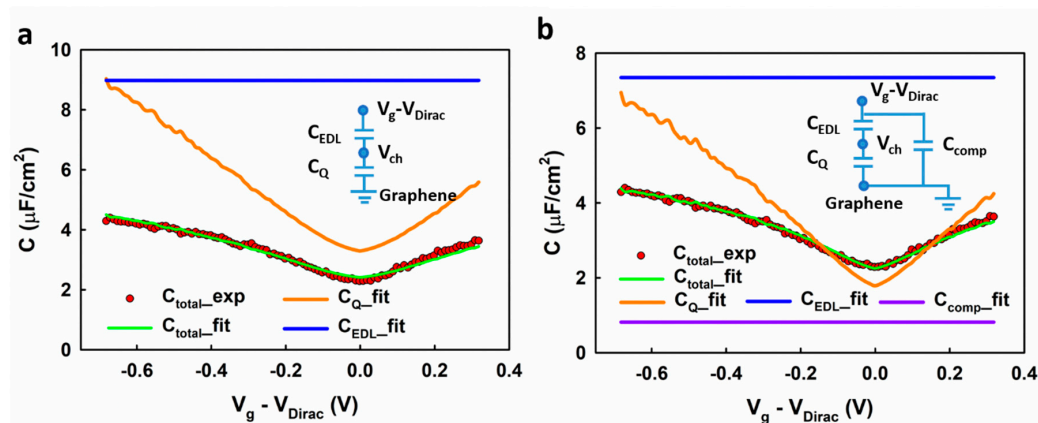 a
10
8
6
4
2
0
C (μF/cm²)
-0.6 -0.4 -0.2 0.0 0.2 0.4
V_g - V_Dirac (V)
V_g-V_Dirac
C_EDL
V_ch
C_Q
Graphene
C_total_exp C_Q_fit
C_total_fit C_EDL_fit
b
8
6
4
2
0
C (μF/cm²)
-0.6 -0.4 -0.2 0.0 0.2 0.4
V_g - V_Dirac (V)
V_g-V_Dirac
C_EDL
V_ch
C_comp
C_Q
Graphene
C_total_exp
C_total_fit
C_Q_fit C_EDL_fit C_comp_fit